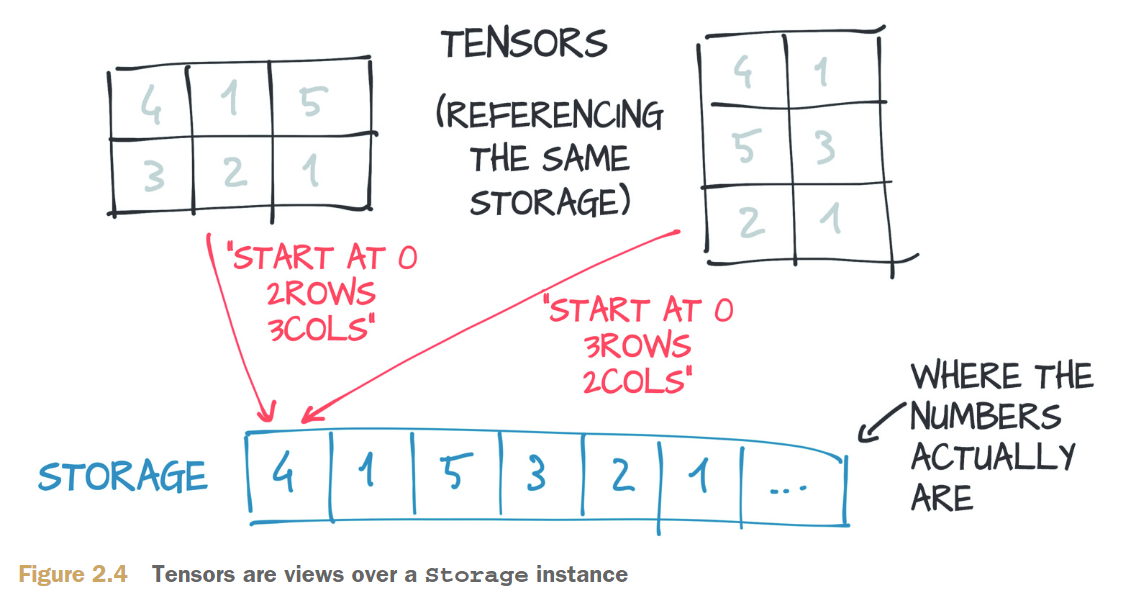 TENSORS
(REFERENCING
THE SAME
STORAGE)
4 1 5
3 2 1
4 1
5 3
2 1
"START AT 0
2ROWS
3COLS"
"START AT 0
3ROWS
2COLS"
WHERE THE
NUMBERS
ACTUALLY
ARE
STORAGE 4 1 5 3 2 1 ...
Figure 2.4 Tensors are views over a Storage instance